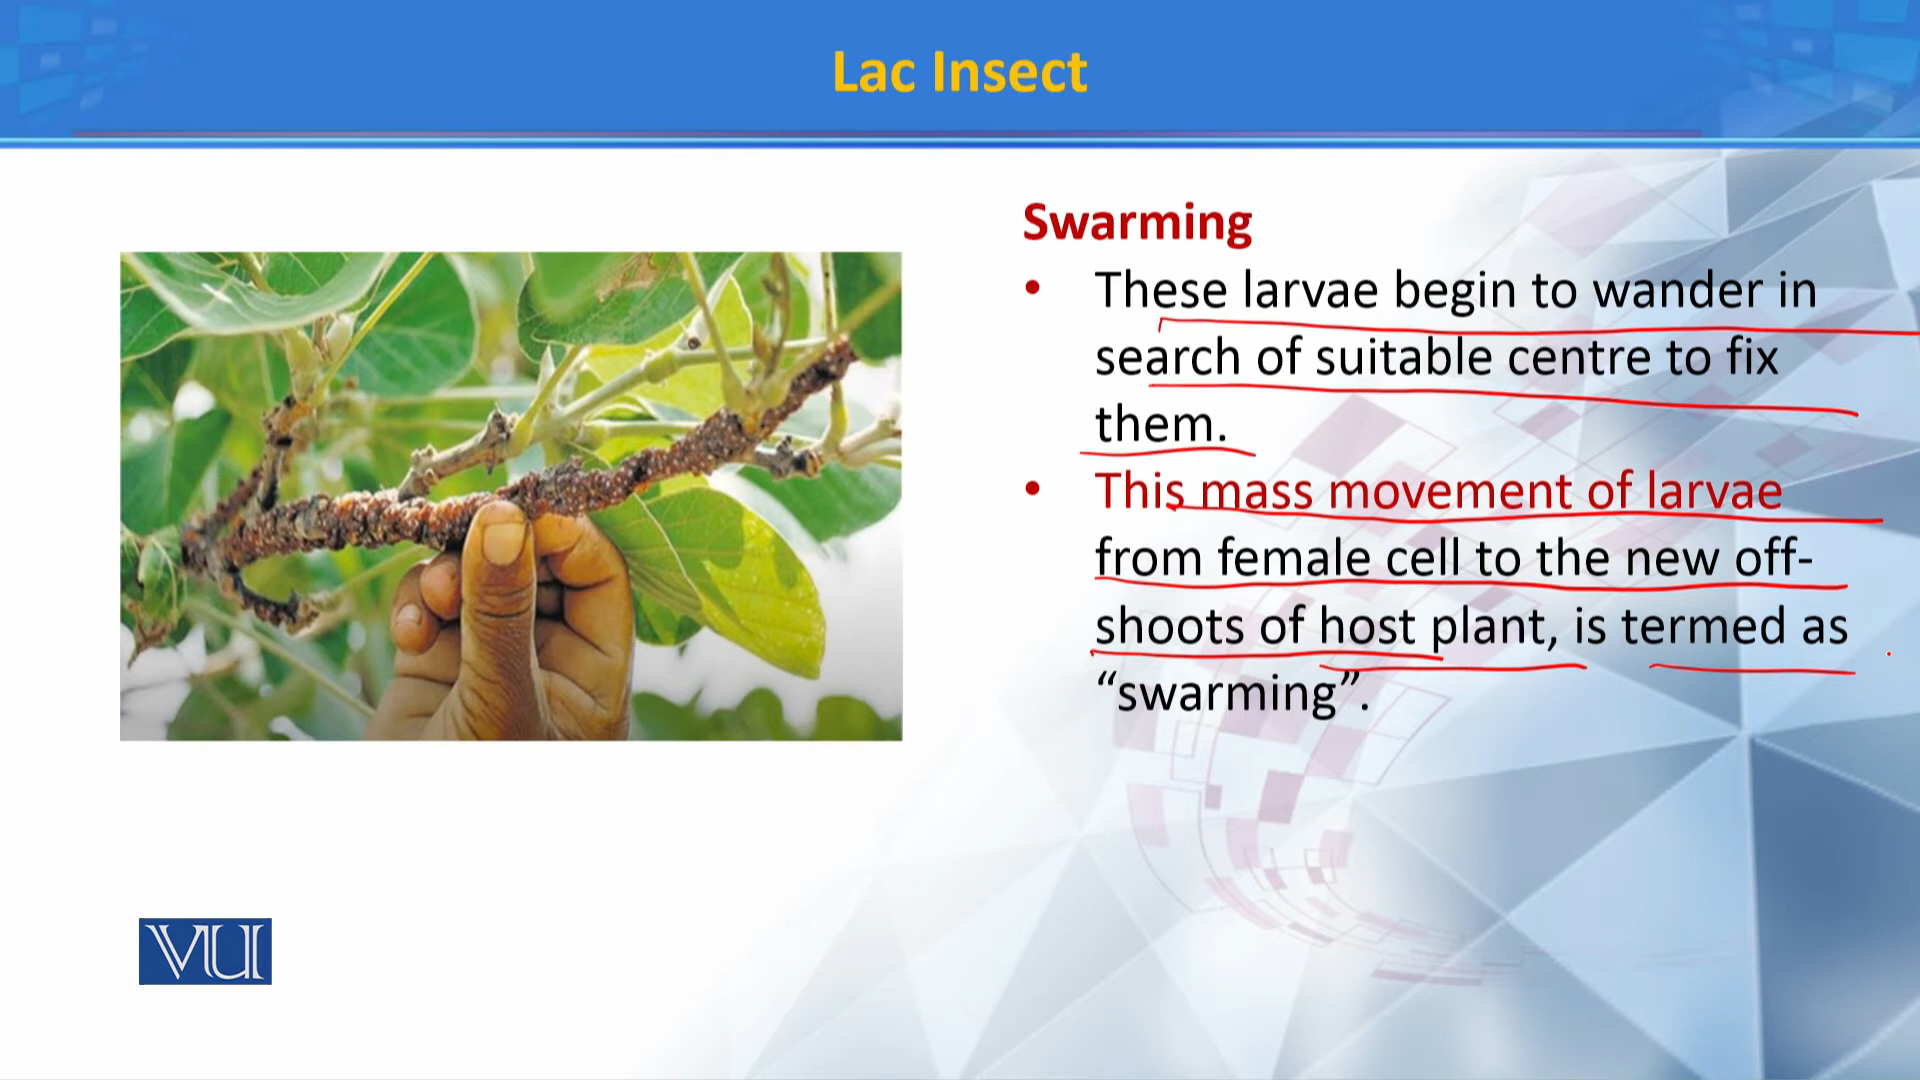 Lac Insect
Swarming
• These larvae begin to wander in
search of suitable centre to fix
them.
• This mass movement of larvae
from female cell to the new off-
shoots of host plant, is termed as
“swarming”.
VU